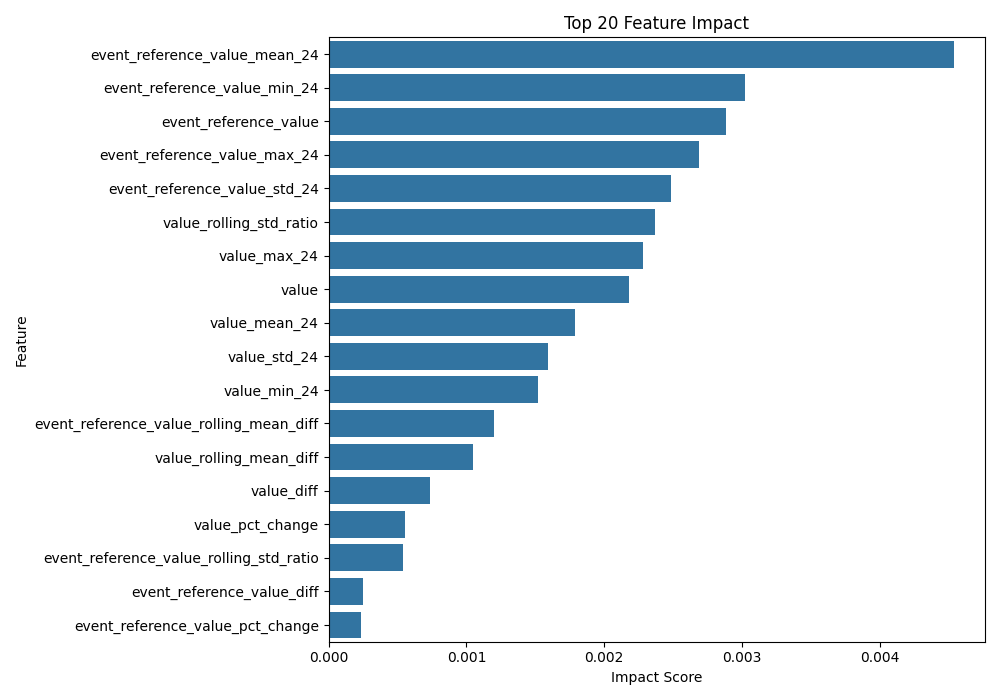 Top 20 Feature Impact
Feature
event_reference_value_mean_24
event_reference_value_min_24
event_reference_value
event_reference_value_max_24
event_reference_value_std_24
value_rolling_std_ratio
value_max_24
value
value_mean_24
value_std_24
value_min_24
event_reference_value_rolling_mean_diff
value_rolling_mean_diff
value_diff
value_pct_change
event_reference_value_rolling_std_ratio
event_reference_value_diff
event_reference_value_pct_change
0.000 0.001 0.002 0.003 0.004
Impact Score